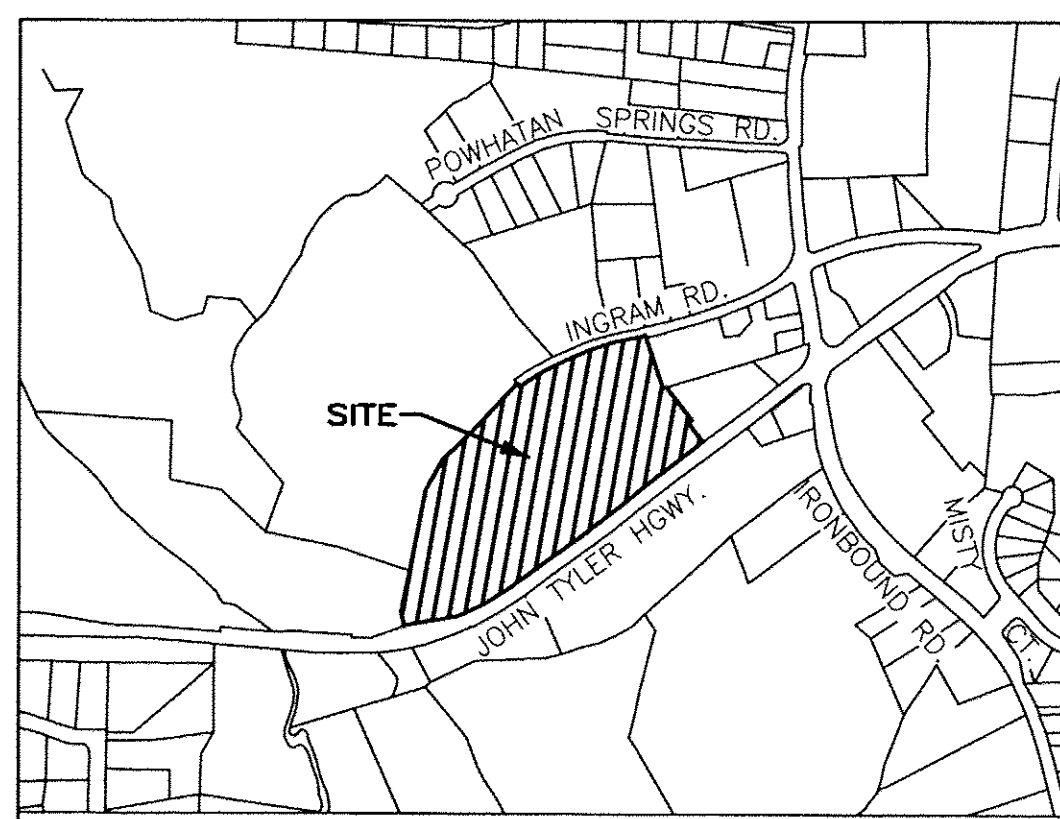 POWHATAN SPRINGS RD.
INGRAM RD.
SITE
JOHN TYLER HGWY.
IRONBOUND RD.
MISTY CT.